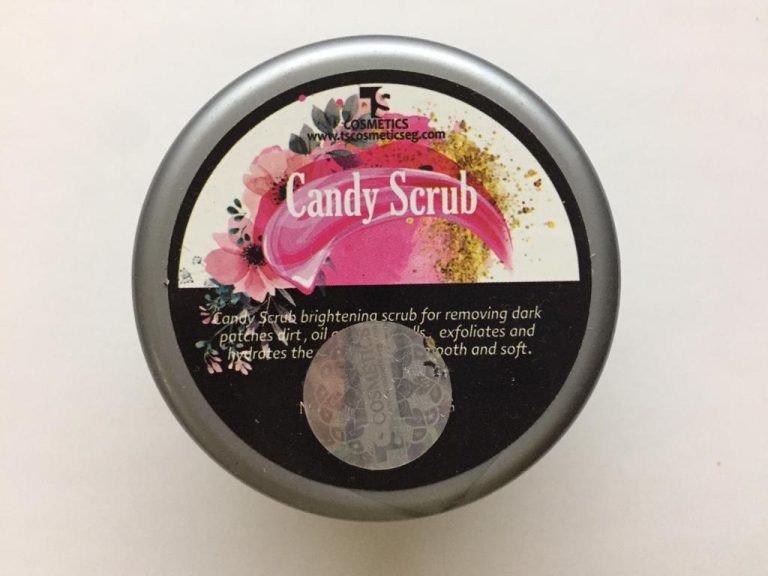 TS
COSMETICS
www.tscosmeticseg.com
Candy Scrub
Candy Scrub brightening scrub for removing dark
patches dirt, oil exfoliates and
hydrates the and soft.
COSMETICS